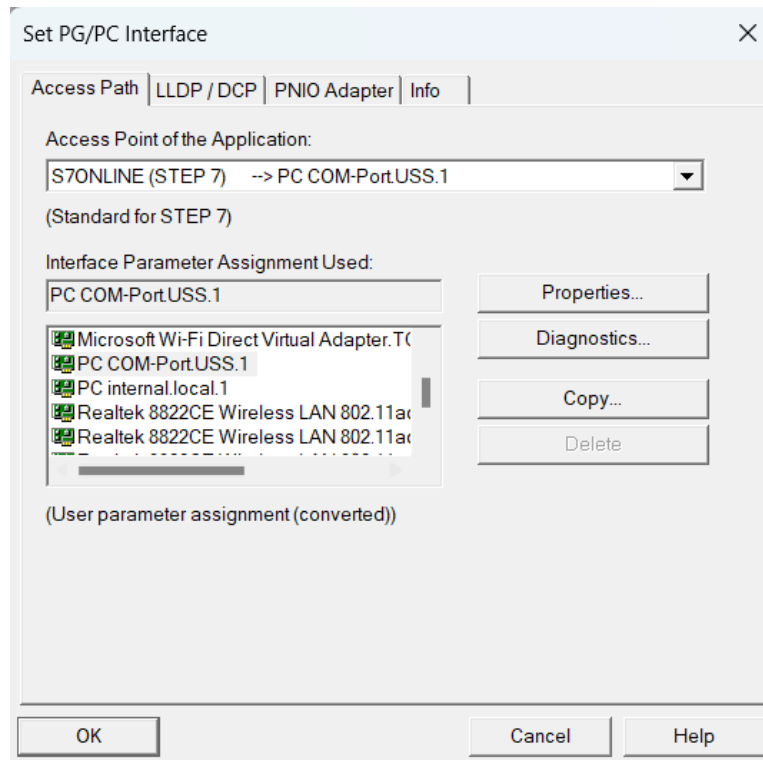 Set PG/PC Interface
Access Path LLDP / DCP PNIO Adapter Info
Access Point of the Application:
S7ONLINE (STEP 7) --> PC COM-Port.USS.1
(Standard for STEP 7)
Interface Parameter Assignment Used:
PC COM-Port.USS.1
Properties...
Microsoft Wi-Fi Direct Virtual Adapter.T
Diagnostics...
PC COM-Port.USS.1
PC internal.local.1
Copy...
Realtek 8822CE Wireless LAN 802.11a
Realtek 8822CE Wireless LAN 802.11a
Delete
(User parameter assignment (converted))
OK Cancel Help